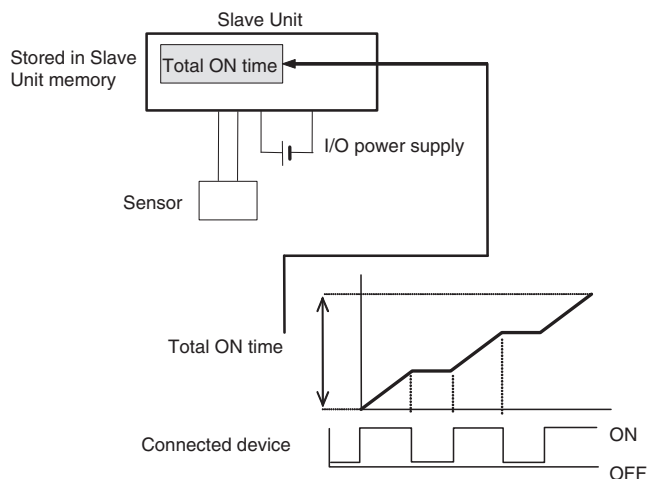 Slave Unit
Stored in Slave
Unit memory
Total ON time
I/O power supply
Sensor
Total ON time
Connected device
ON
OFF